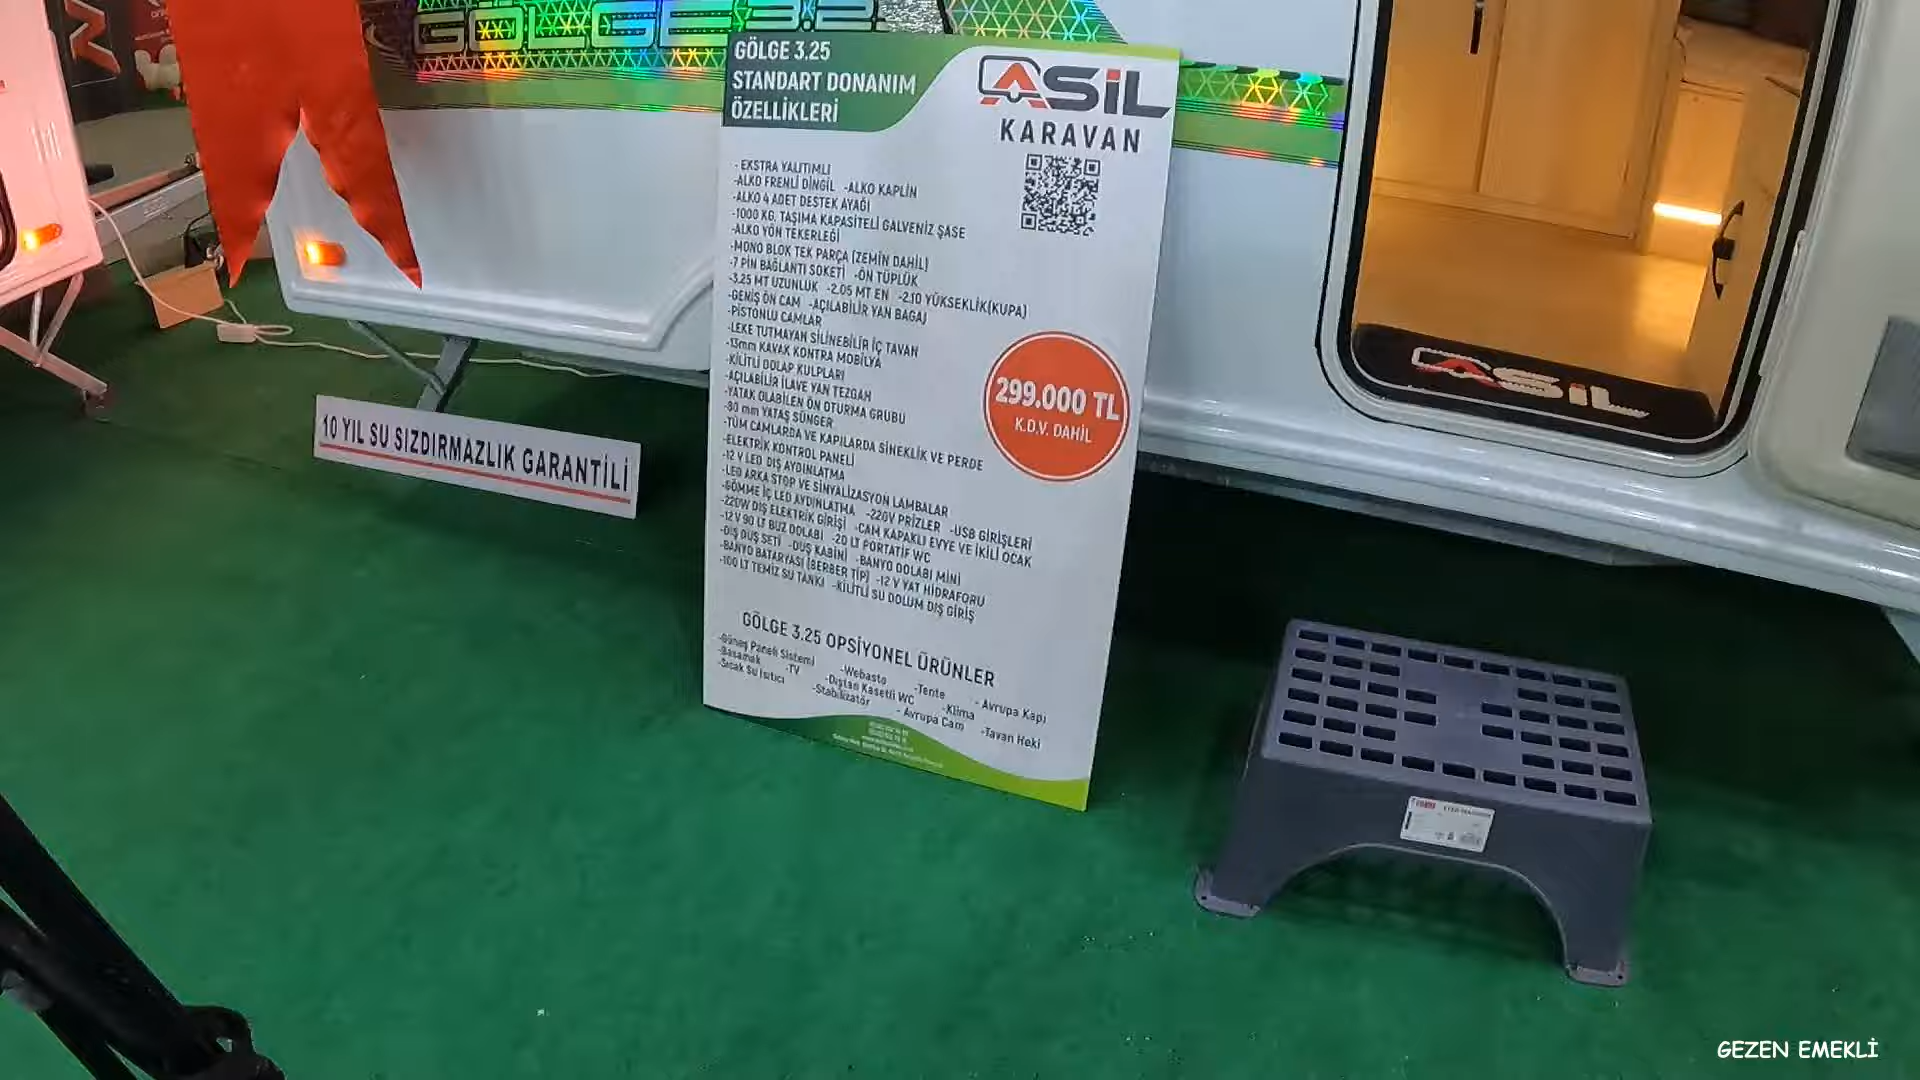 GÖLGE 3.2
GÖLGE 3.25
STANDART DONANIM
ÖZELLİKLERİ
ASİL
KARAVAN
- EKSTRA YALITIMLI
-ALKO FRENLİ DİNGİL -ALKO KAPLİN
-ALKO 4 ADET DESTEK AYAĞI
-1000 KG. TAŞIMA KAPASİTELİ GALVENİZ ŞASE
-ALKO YÖN TEKERLEĞİ
-MONO BLOK TEK PARÇA (ZEMİN DAHİL)
-7 PİN BAĞLANTI SOKETİ -ÖN TÜPLÜK
-3.25 MT UZUNLUK -2.05 MT EN -2.10 YÜKSEKLİK(KUPA)
-GENİŞ ÖN CAM -AÇILABİLİR YAN BAGAJ
-PİSTONLU CAMLAR
-LEKE TUTMAYAN SİLİNEBİLİR İÇ TAVAN
-13mm KAVAK KONTRA MOBİLYA
-KİLİTLİ DOLAP KULPLARI
-AÇILABİLİR İLAVE YAN TEZGAH
-YATAK OLABİLEN ÖN OTURMA GRUBU
-80 mm YATAŞ SÜNGER
-TÜM CAMLARDA VE KAPILARDA SİNEKLİK VE PERDE
-ELEKTRİK KONTROL PANELİ
-12 V LED DIŞ AYDINLATMA
-LED ARKA STOP VE SİNYALİZASYON LAMBALAR
-GÖMME İÇ LED AYDINLATMA -220V PRİZLER -USB GİRİŞLERİ
-220W DIŞ ELEKTRİK GİRİŞİ -CAM KAPAKLI EVYE VE İKİLİ OCAK
-12 V 90 LT BUZ DOLABI -20 LT PORTATİF WC
-DIŞ DUŞ SETİ -DUŞ KABİNİ -BANYO DOLABI MİNİ
-BANYO BATARYASI (BERBER TİP) -12 V YAT HİDRAFORU
-100 LT TEMİZ SU TANKI -KİLİTLİ SU DOLUM DIŞ GİRİŞ
299.000 TL
K.D.V. DAHİL
GÖLGE 3.25 OPSİYONEL ÜRÜNLER
-Güneş Paneli Sistemi -Webasto -Tente - Avrupa Kapı
-Basamak -TV -Dıştan Kasetli WC -Klima
-Sıcak Su Isıtıcı -Stabilizatör - Avrupa Cam -Tavan Heki
10 YIL SU SIZDIRMAZLIK GARANTİLİ
ASİL
GEZEN EMEKLİ